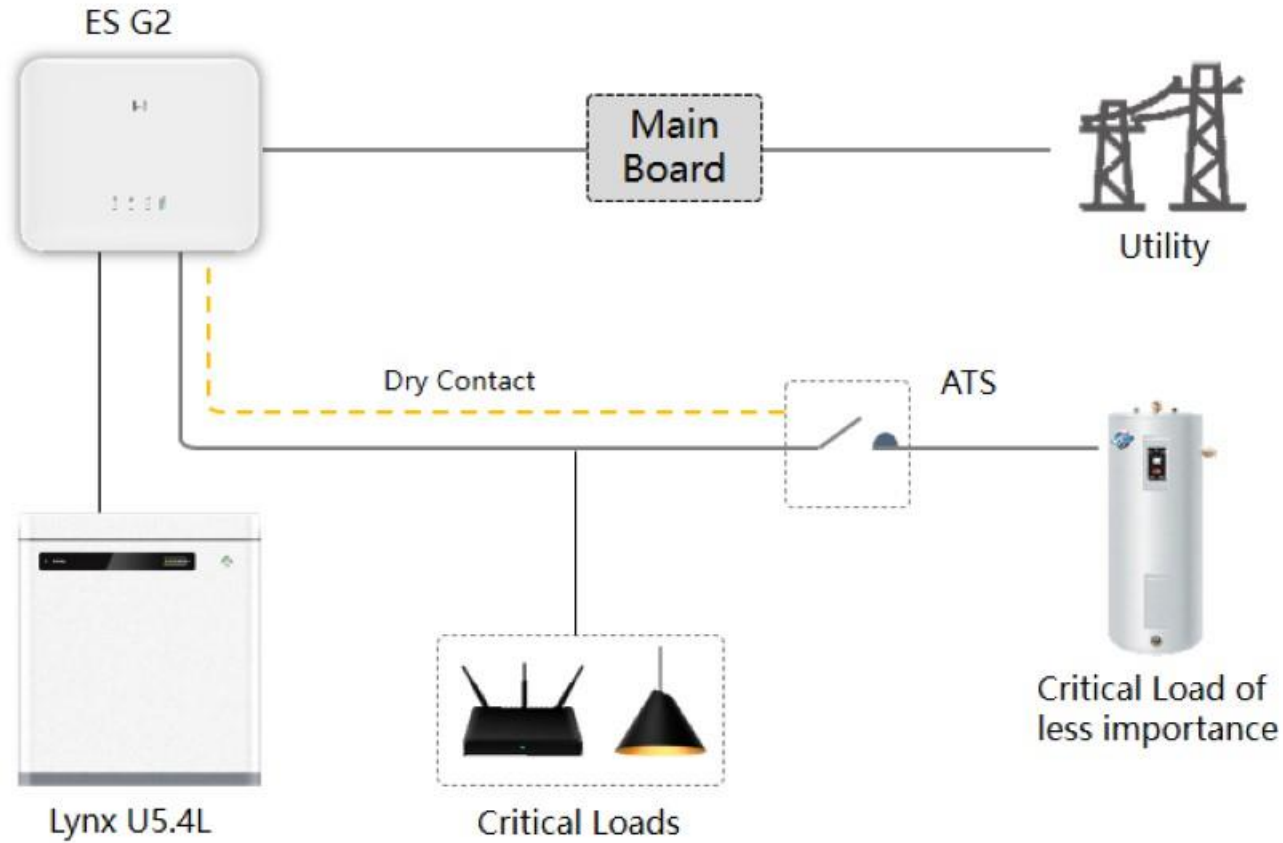 ES G2
Main
Board
Utility
Dry Contact
ATS
Critical Load of
less importance
Lynx U5.4L
Critical Loads